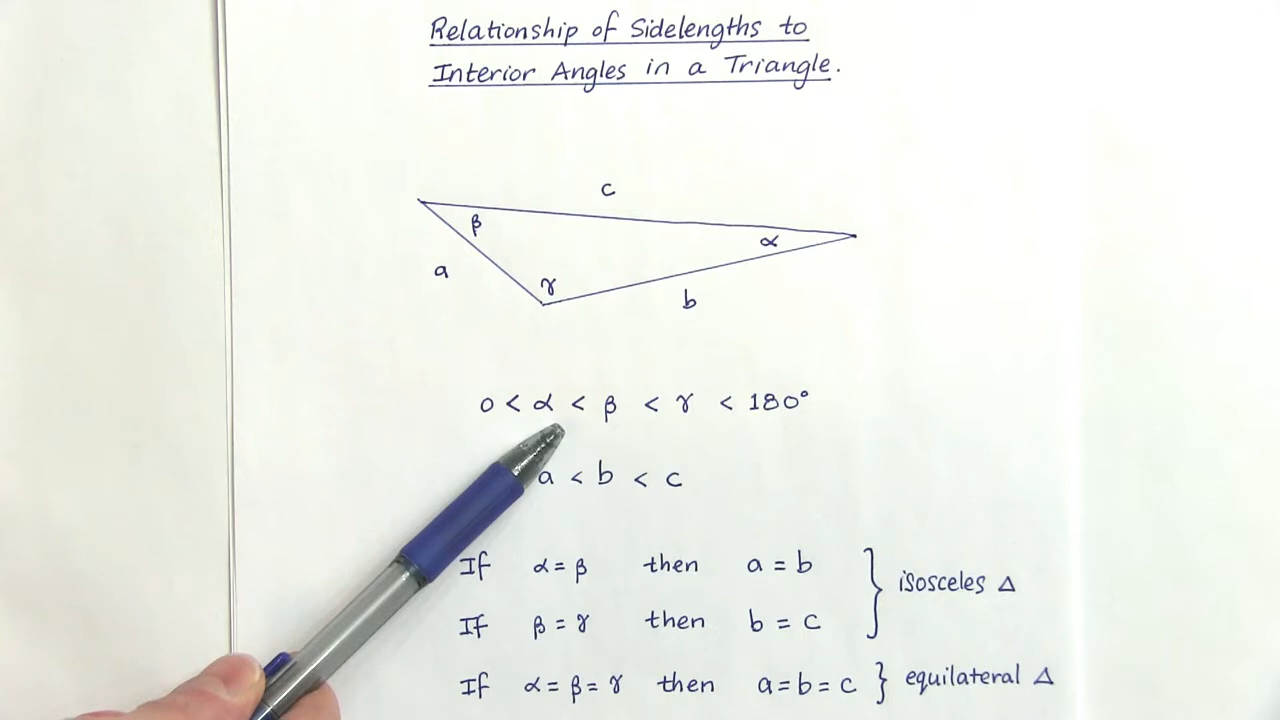 Relationship of Sidelengths to
Interior Angles in a Triangle.
c
β
α
a
γ
b
0 < α < β < γ < 180°
a < b < c
If α = β then a = b
} isosceles Δ
If β = γ then b = c
If α = β = γ then a = b = c } equilateral Δ